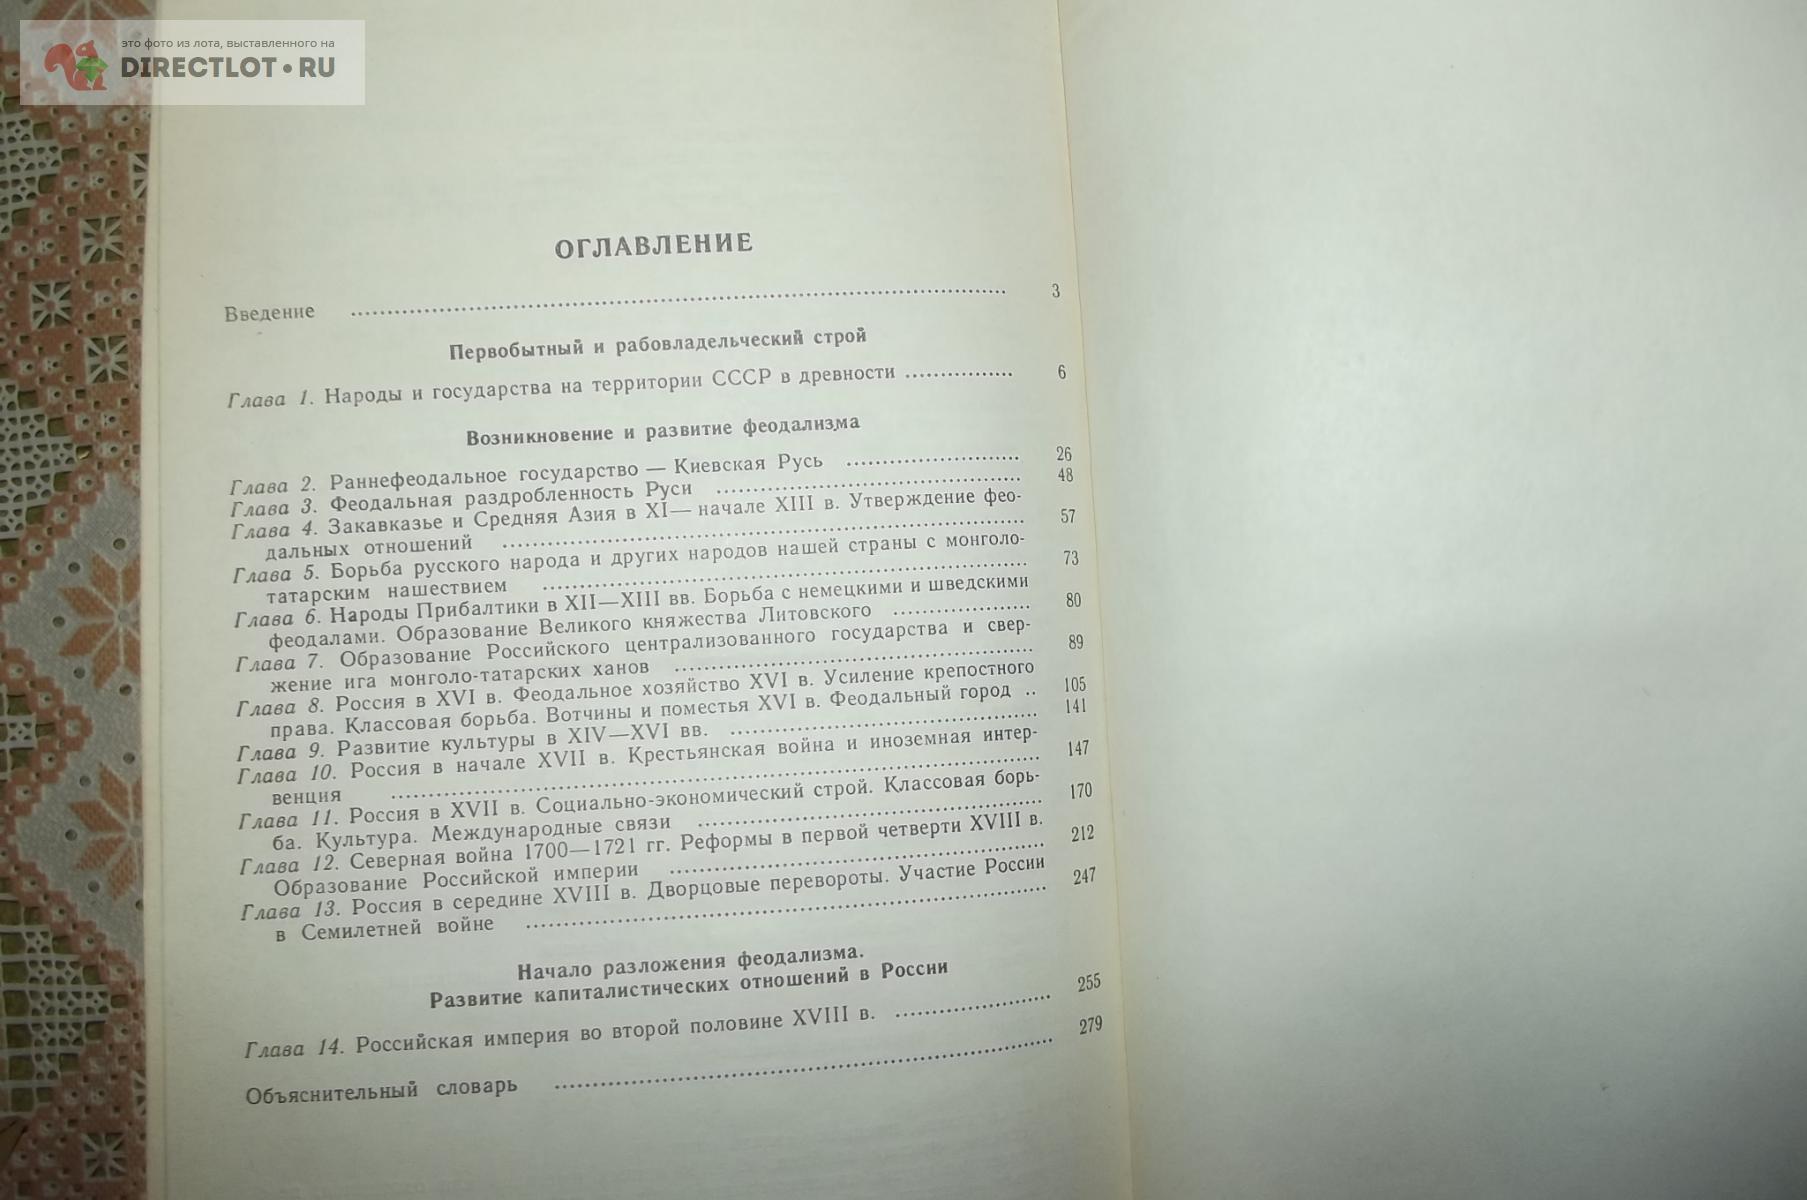 это фото из лота, выставленного на
DIRECTLOT•RU
ОГЛАВЛЕНИЕ
Введение 3
Первобытный и рабовладельческий строй
Глава 1. Народы и государства на территории СССР в древности 6
Возникновение и развитие феодализма
Глава 2. Раннефеодальное государство — Киевская Русь 26
Глава 3. Феодальная раздробленность Руси 48
Глава 4. Закавказье и Средняя Азия в XI— начале XIII в. Утверждение фео-
дальных отношений 57
Глава 5. Борьба русского народа и других народов нашей страны с монголо-
татарским нашествием 73
Глава 6. Народы Прибалтики в XII—XIII вв. Борьба с немецкими и шведскими
феодалами. Образование Великого княжества Литовского 80
Глава 7. Образование Российского централизованного государства и свер-
жение ига монголо-татарских ханов 89
Глава 8. Россия в XVI в. Феодальное хозяйство XVI в. Усиление крепостного
права. Классовая борьба. Вотчины и поместья XVI в. Феодальный город .. 105
Глава 9. Развитие культуры в XIV—XVI вв. 141
Глава 10. Россия в начале XVII в. Крестьянская война и иноземная интер-
венция 147
Глава 11. Россия в XVII в. Социально-экономический строй. Классовая борь-
ба. Культура. Международные связи 170
Глава 12. Северная война 1700—1721 гг. Реформы в первой четверти XVIII в.
Образование Российской империи 212
Глава 13. Россия в середине XVIII в. Дворцовые перевороты. Участие России
в Семилетней войне 247
Начало разложения феодализма.
Развитие капиталистических отношений в России
Глава 14. Российская империя во второй половине XVIII в. 255
Объяснительный словарь 279